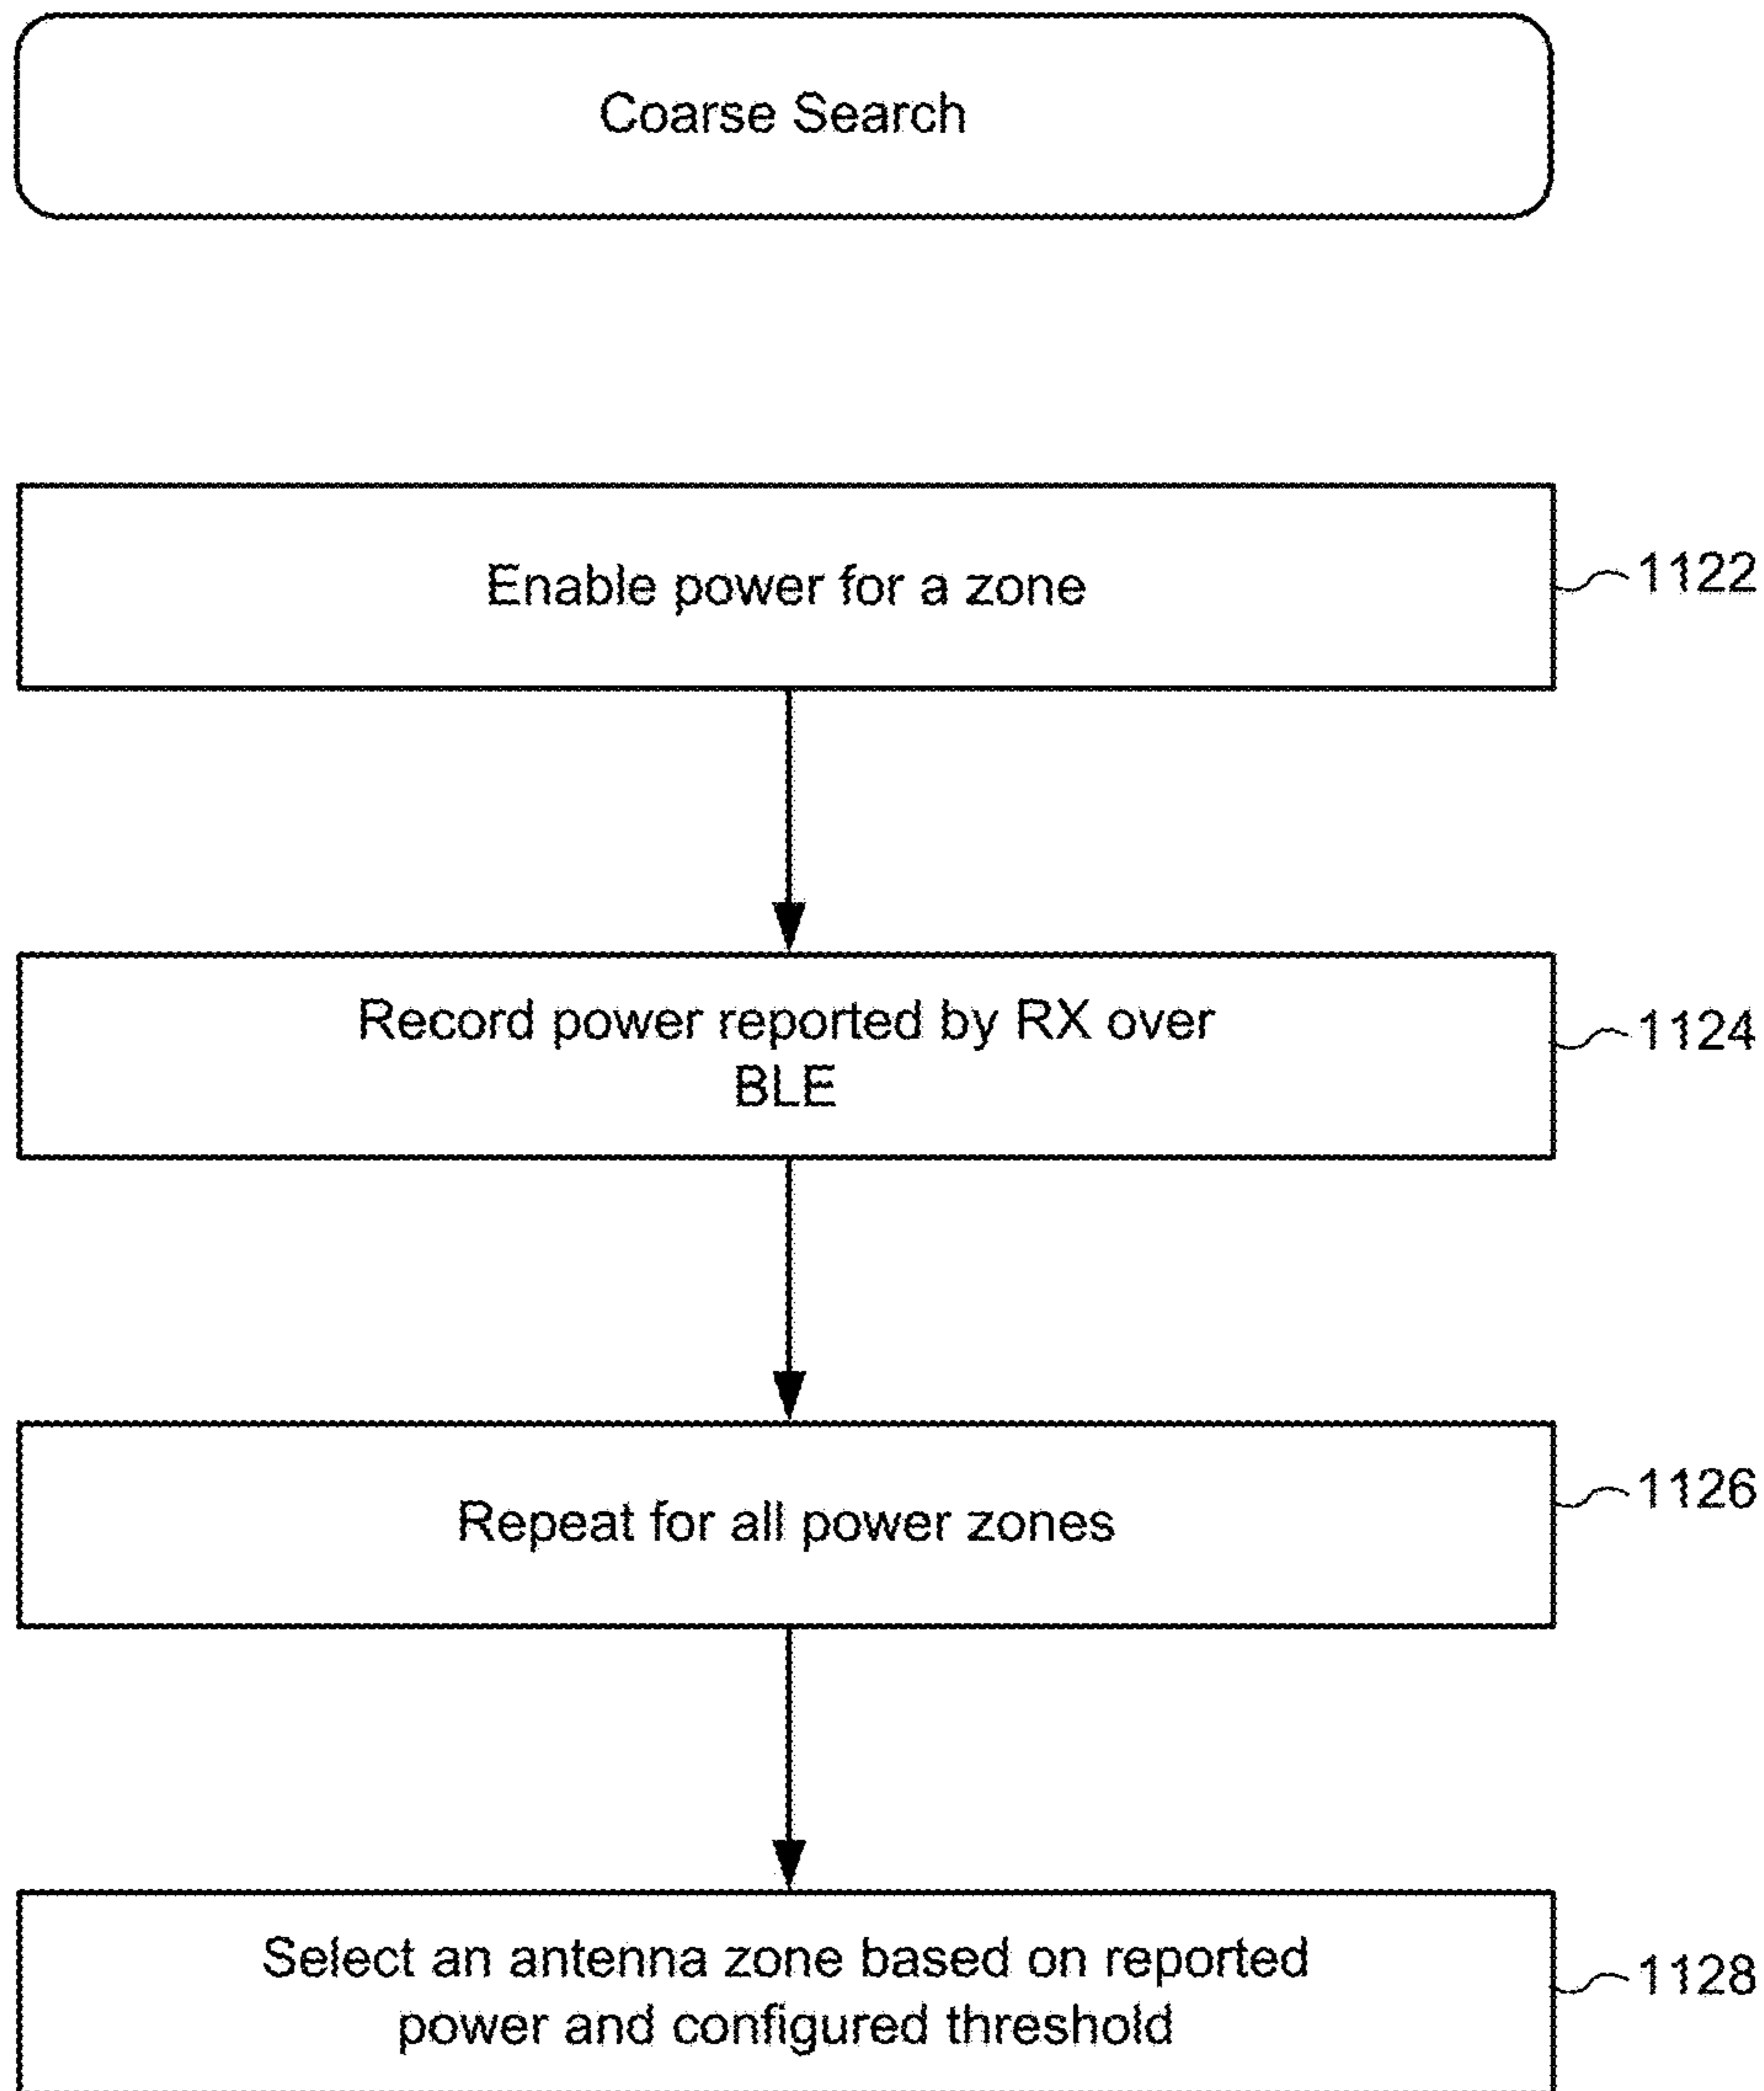 Coarse Search
Enable power for a zone
1122
Record power reported by RX over
BLE
1124
Repeat for all power zones
1126
Select an antenna zone based on reported
power and configured threshold
1128